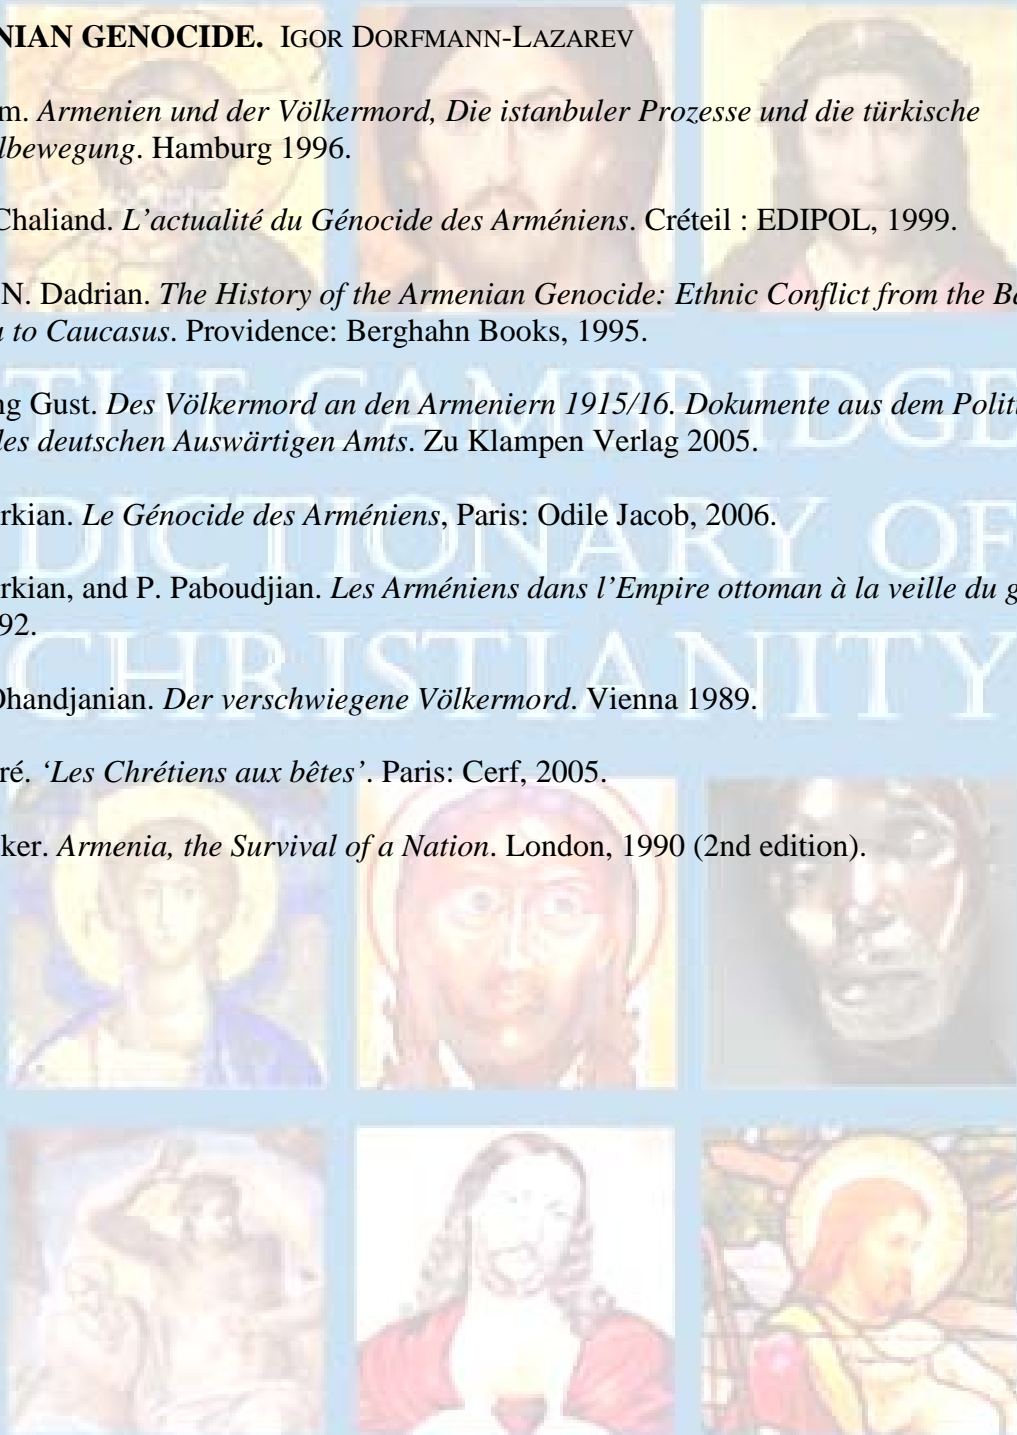 NIAN GENOCIDE. IGOR DORFMANN-LAZAREV
m. Armenien und der Völkermord, Die istanbuler Prozesse und die türkische
lbewegung. Hamburg 1996.
Chaliand. L’actualité du Génocide des Arméniens. Créteil : EDIPOL, 1999.
N. Dadrian. The History of the Armenian Genocide: Ethnic Conflict from the Ba
to Caucasus. Providence: Berghahn Books, 1995.
THE CAMBRIDGE
ng Gust. Des Völkermord an den Armeniern 1915/16. Dokumente aus dem Polit
des deutschen Auswärtigen Amts. Zu Klampen Verlag 2005.
DICTIONARY OF
rkian. Le Génocide des Arméniens, Paris: Odile Jacob, 2006.
rkian, and P. Paboudjian. Les Arméniens dans l’Empire ottoman à la veille du g
92.
CHRISTIANITY
Ohandjanian. Der verschwiegene Völkermord. Vienna 1989.
ré. ‘Les Chrétiens aux bêtes’. Paris: Cerf, 2005.
ker. Armenia, the Survival of a Nation. London, 1990 (2nd edition).